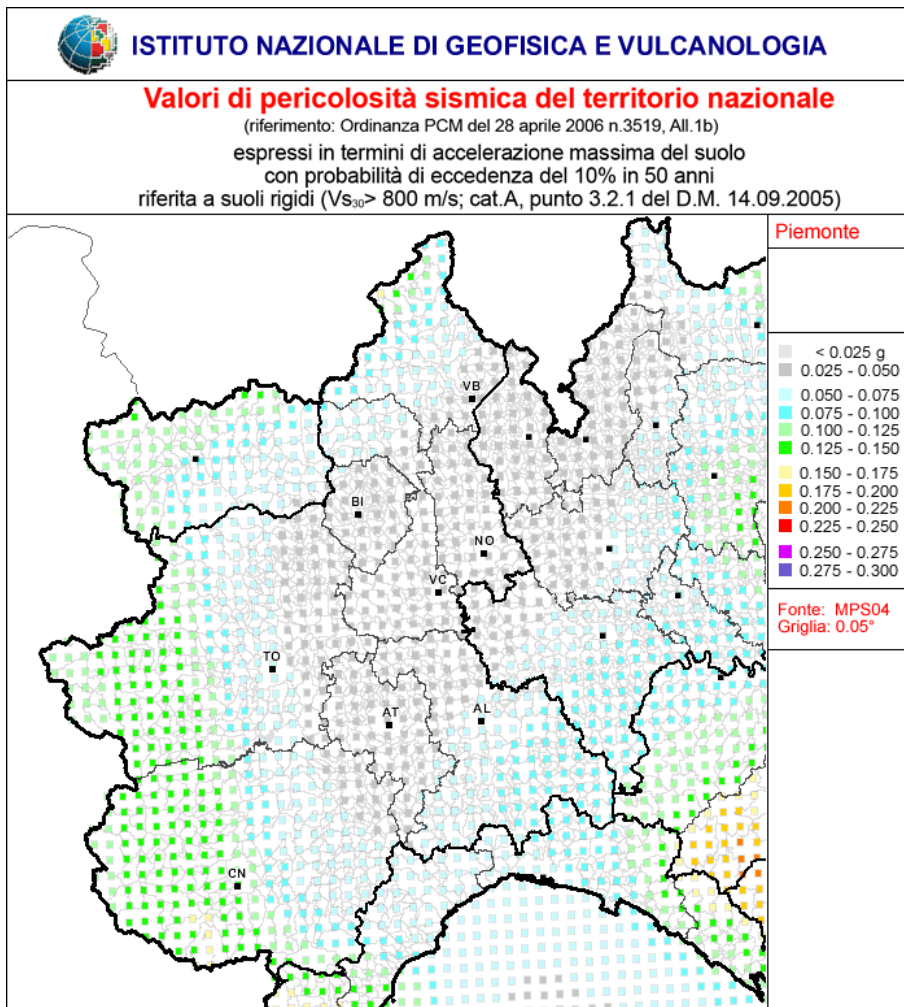 ISTITUTO NAZIONALE DI GEOFISICA E VULCANOLOGIA
Valori di pericolosità sismica del territorio nazionale
(riferimento: Ordinanza PCM del 28 aprile 2006 n.3519, All.1b)
espressi in termini di accelerazione massima del suolo
con probabilità di eccedenza del 10% in 50 anni
riferita a suoli rigidi (Vs₃₀> 800 m/s; cat.A, punto 3.2.1 del D.M. 14.09.2005)
Piemonte
< 0.025 g
0.025 - 0.050
0.050 - 0.075
0.075 - 0.100
0.100 - 0.125
0.125 - 0.150
0.150 - 0.175
0.175 - 0.200
0.200 - 0.225
0.225 - 0.250
0.250 - 0.275
0.275 - 0.300
Fonte: MPS04
Griglia: 0.05°
VB
BI
NO
VC
TO
AT
AL
CN